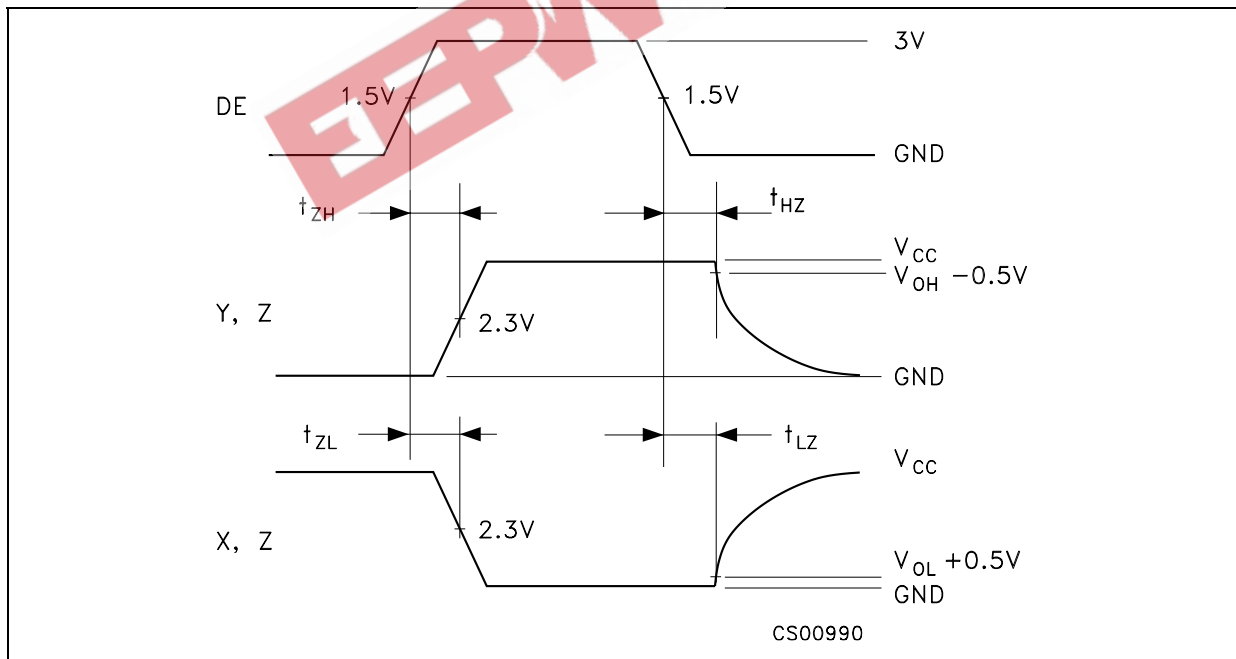 EEPW
3V
DE
1.5V
1.5V
GND
tZH
tHZ
VCC
VOH -0.5V
Y, Z
2.3V
GND
tZL
tLZ
VCC
2.3V
X, Z
VOL +0.5V
GND
CS00990